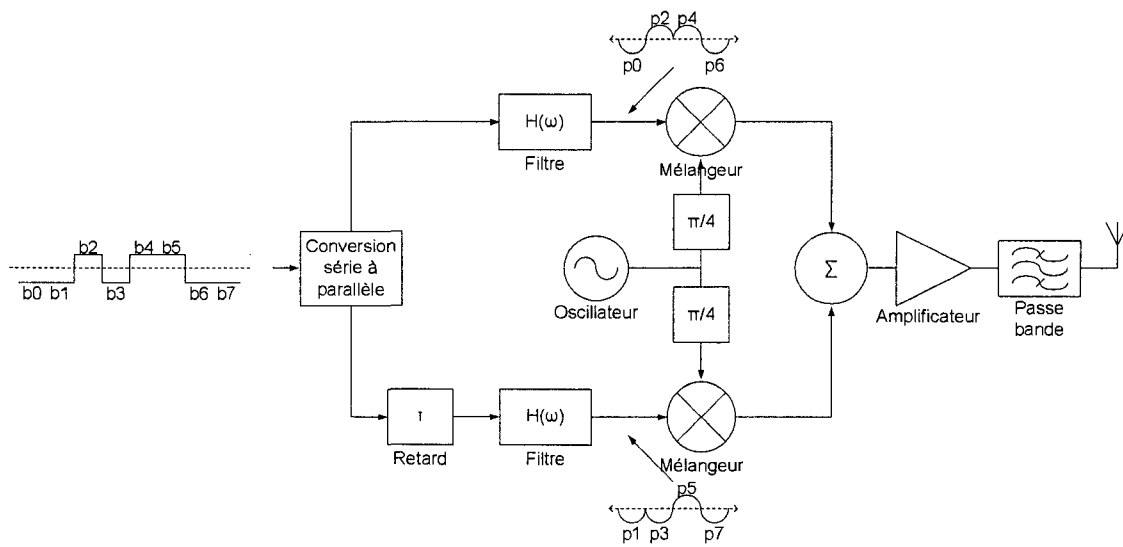 p2 p4
p0 p6
H(ω)
Filtre
Mélangeur
π/4
b2 b4 b5
b0 b1 b3 b6 b7
Conversion
série à
parallèle
Oscillateur
π/4
Σ
Amplificateur
Passe
bande
τ
Retard
H(ω)
Filtre
Mélangeur
p5
p1 p3 p7